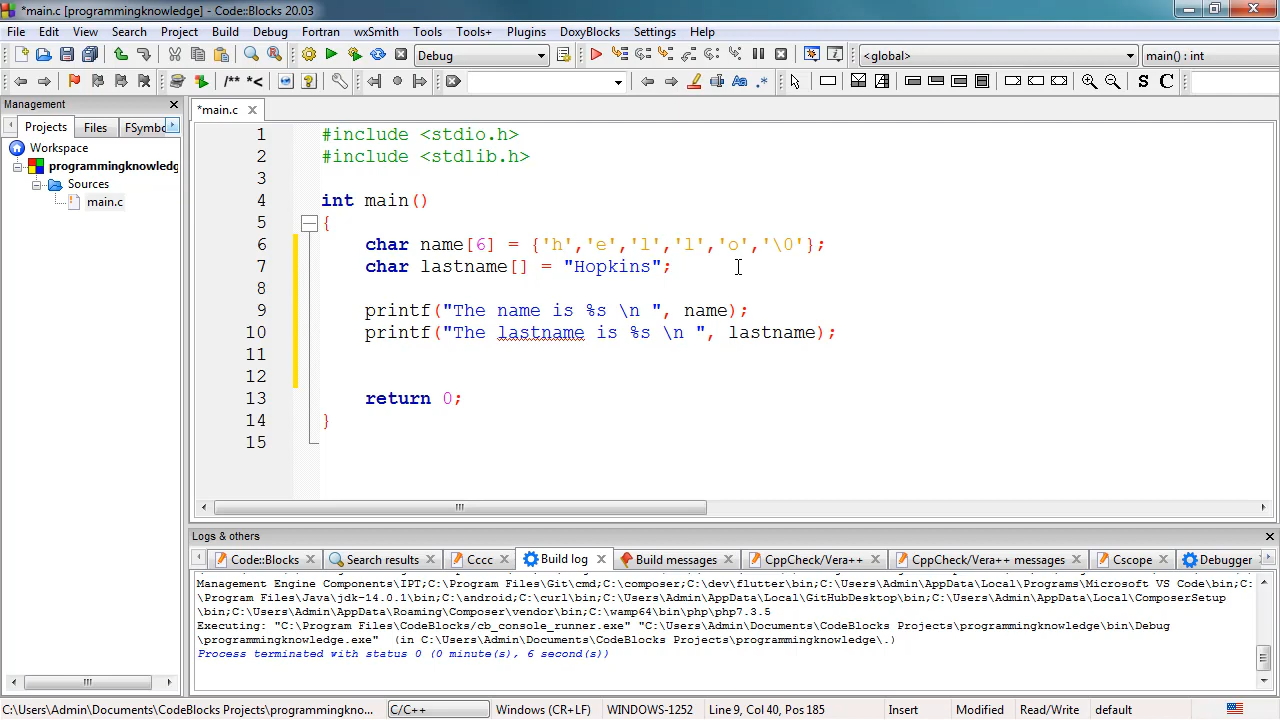 *main.c [programmingknowledge] - Code::Blocks 20.03
File Edit View Search Project Build Debug Fortran wxSmith Tools Tools+ Plugins DoxyBlocks Settings Help
Debug <global> main() : int
/** *< Aa .* S C
Management
Projects Files FSymbo
Workspace
programmingknowledg
Sources
main.c
*main.c
1 #include <stdio.h>
2 #include <stdlib.h>
3
4 int main()
5 {
6 char name[6] = {'h','e','l','l','o','\0'};
7 char lastname[] = "Hopkins";
8
9 printf("The name is %s \n ", name);
10 printf("The lastname is %s \n ", lastname);
11
12
13 return 0;
14 }
15
Logs & others
Code::Blocks Search results Cccc Build log Build messages CppCheck/Vera++ CppCheck/Vera++ messages Cscope Debugger
Management Engine Components\IPT;C:\Program Files\Git\cmd;C:\composer;C:\dev\flutter\bin;C:\Users\Admin\AppData\Local\Programs\Microsoft VS Code\bin;C:
\Program Files\Java\jdk-14.0.1\bin;C:\android;C:\curl\bin;C:\Users\Admin\AppData\Local\GitHubDesktop\bin;C:\Users\Admin\AppData\Local\ComposerSetup
\bin;C:\Users\Admin\AppData\Roaming\Composer\vendor\bin;C:\wamp64\bin\php\php7.3.5
Executing: "C:\Program Files\CodeBlocks/cb_console_runner.exe" "C:\Users\Admin\Documents\CodeBlocks Projects\programmingknowledge\bin\Debug
\programmingknowledge.exe" (in C:\Users\Admin\Documents\CodeBlocks Projects\programmingknowledge\.)
Process terminated with status 0 (0 minute(s), 6 second(s))
C:\Users\Admin\Documents\CodeBlocks Projects\programmingkno... C/C++ Windows (CR+LF) WINDOWS-1252 Line 9, Col 40, Pos 185 Insert Modified Read/Write default